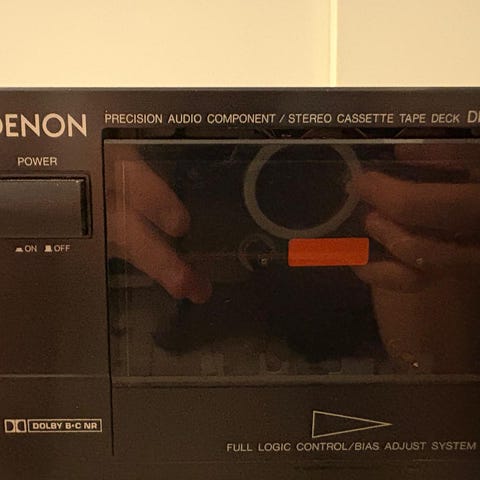 DENON
PRECISION AUDIO COMPONENT / STEREO CASSETTE TAPE DECK
POWER
ON OFF
DOLBY B·C NR
FULL LOGIC CONTROL/BIAS ADJUST SYSTEM